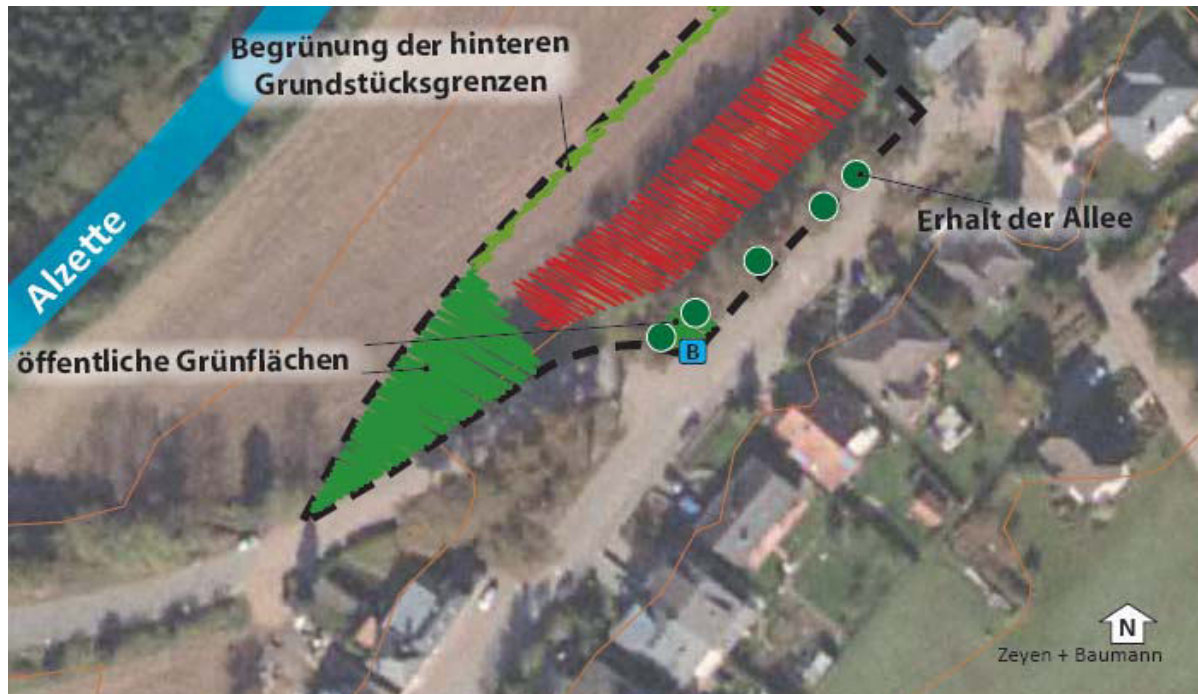 Begrünung der hinteren
Grundstücksgrenzen
Alzette
Erhalt der Allee
öffentliche Grünflächen
B
N
Zeyen + Baumann